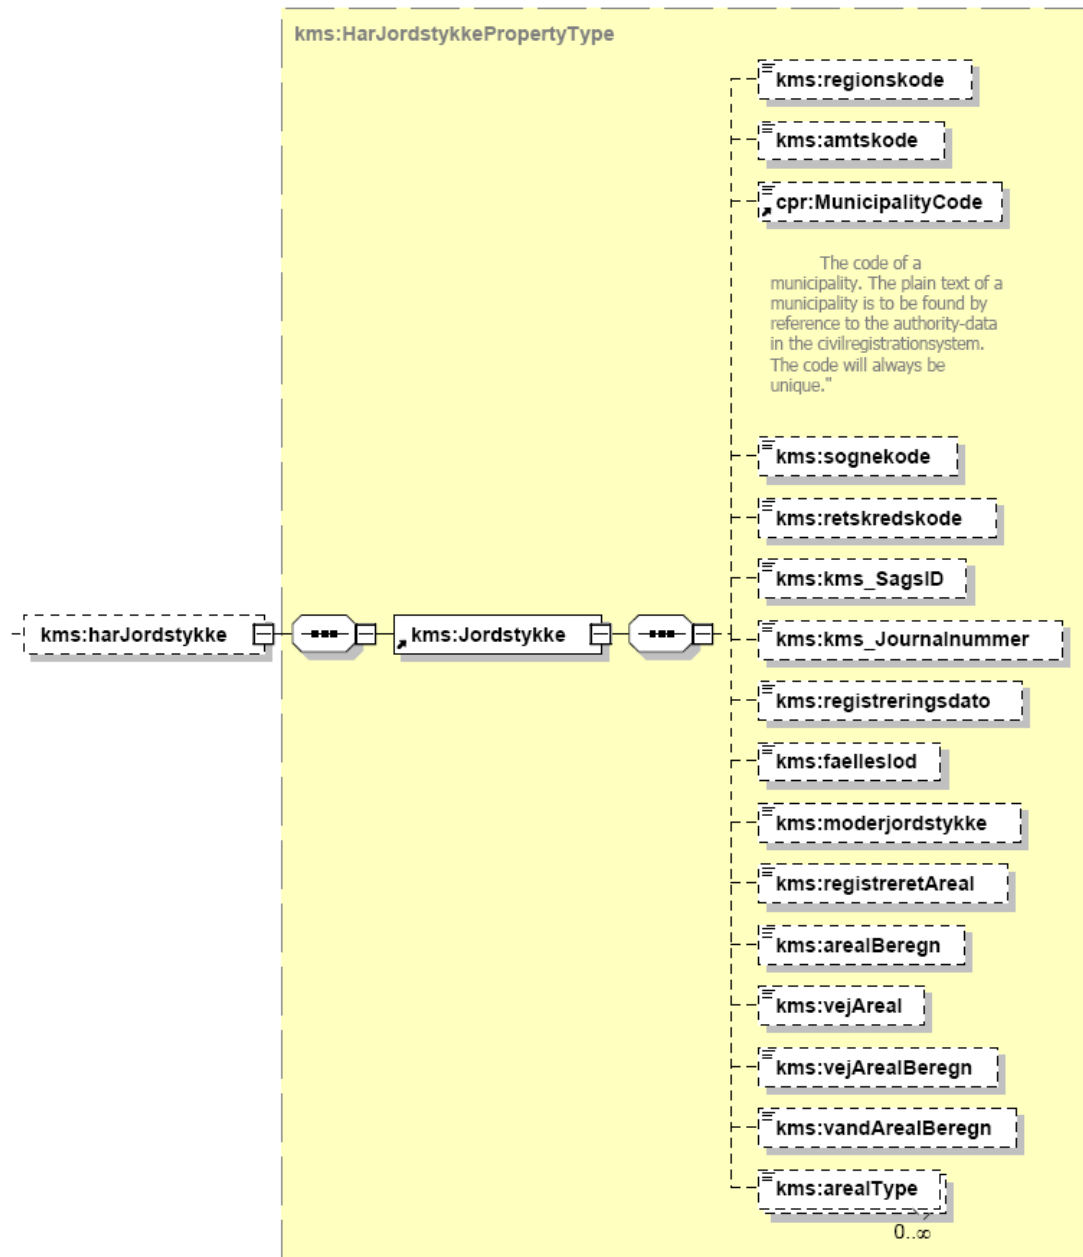 kms:HarJordstykkePropertyType
kms:regionskode
kms:amtskode
cpr:MunicipalityCode
The code of a
municipality. The plain text of a
municipality is to be found by
reference to the authority-data
in the civilregistrationsystem.
The code will always be
unique."
kms:sognekode
kms:retskredskode
kms:kms_SagsID
kms:harJordstykke
kms:Jordstykke
kms:kms_Journalnummer
kms:registreringsdato
kms:faelleslod
kms:moderjordstykke
kms:registreretAreal
kms:arealBeregn
kms:vejAreal
kms:vejArealBeregn
kms:vandArealBeregn
kms:arealType
0..∞